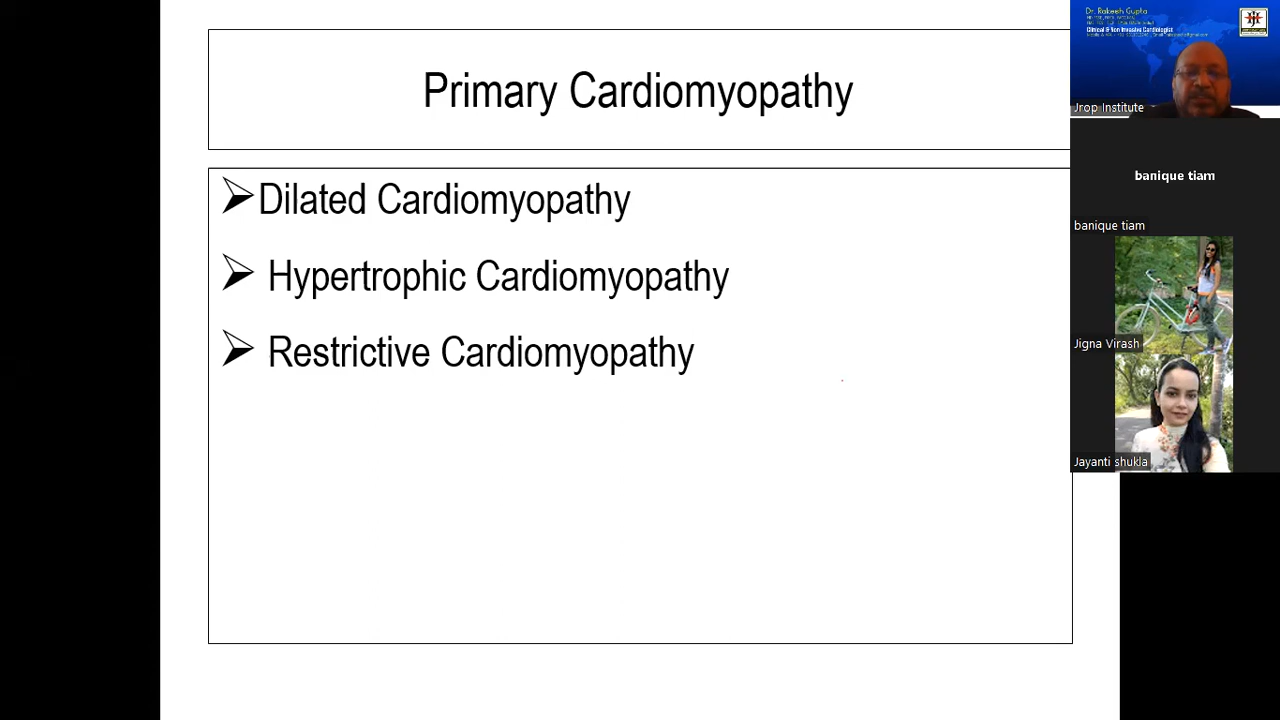 Primary Cardiomyopathy
➢Dilated Cardiomyopathy
➢ Hypertrophic Cardiomyopathy
➢ Restrictive Cardiomyopathy
Dr. Rakesh Gupta
Clinical & Non Invasive Cardiologist
Jrop Institute
banique tiam
banique tiam
Jigna Virash
Jayanti shukla